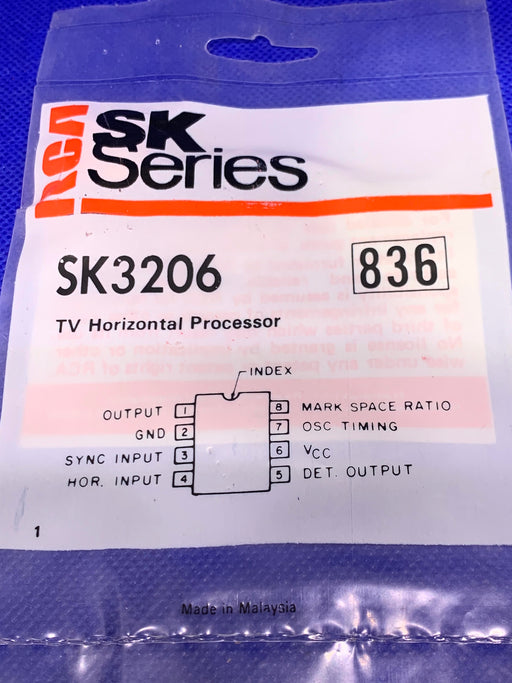 RCA
SK
Series
SK3206 836
TV Horizontal Processor
INDEX
OUTPUT 1 8 MARK SPACE RATIO
GND 2 7 OSC TIMING
SYNC INPUT 3 6 VCC
HOR. INPUT 4 5 DET. OUTPUT
1
Made in Malaysia